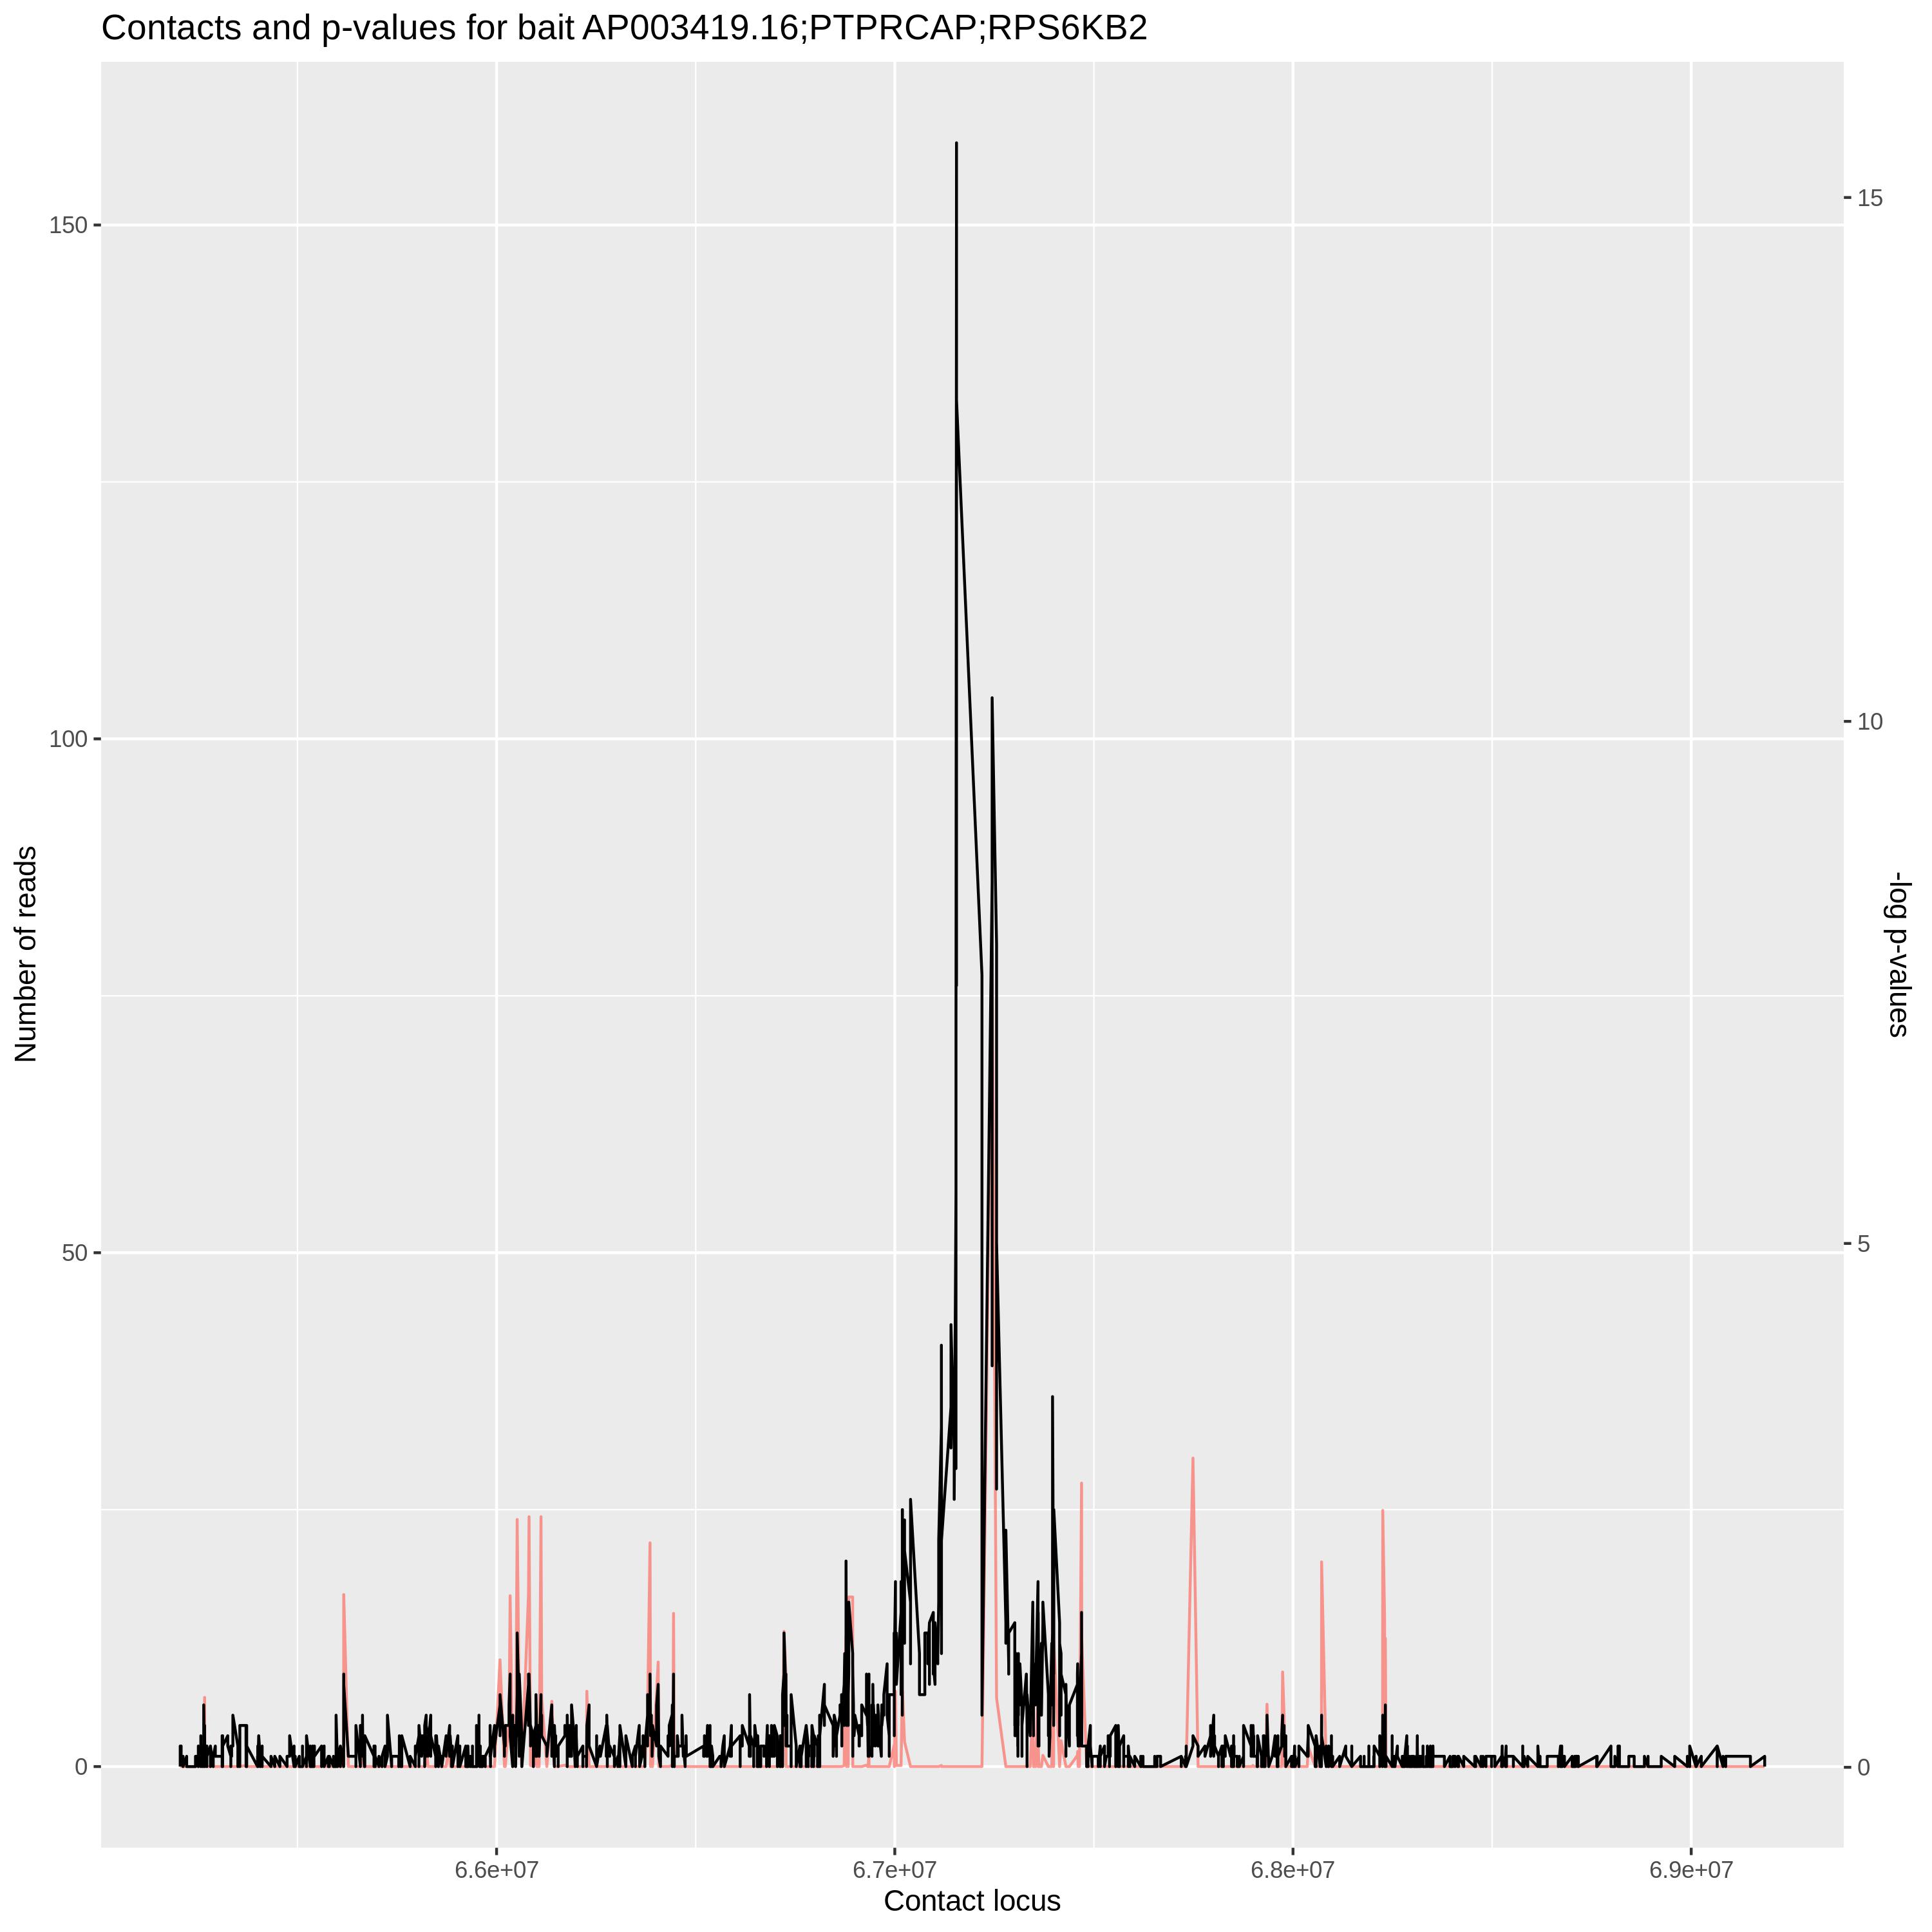 Contacts and p-values for bait AP003419.16;PTPRCAP;RPS6KB2
150
100
50
0
Number of reads
15
10
5
0
-log p-values
6.6e+07
6.7e+07
6.8e+07
6.9e+07
Contact locus